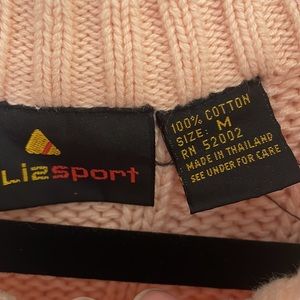 Lizsport
100% COTTON
SIZE: M
RN 52002
MADE IN THAILAND
SEE UNDER FOR CARE